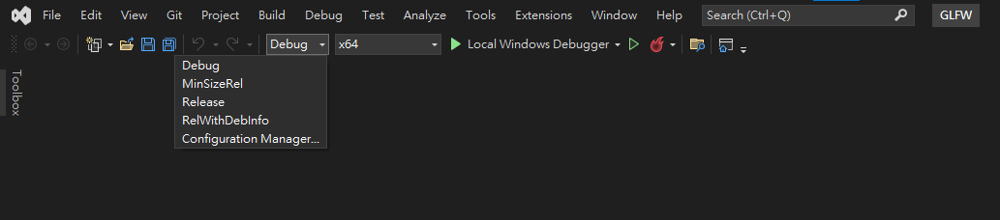 File Edit View Git Project Build Debug Test Analyze Tools Extensions Window Help Search (Ctrl+Q) GLFW
Debug x64 Local Windows Debugger
Toolbox
Debug
MinSizeRel
Release
RelWithDebInfo
Configuration Manager...